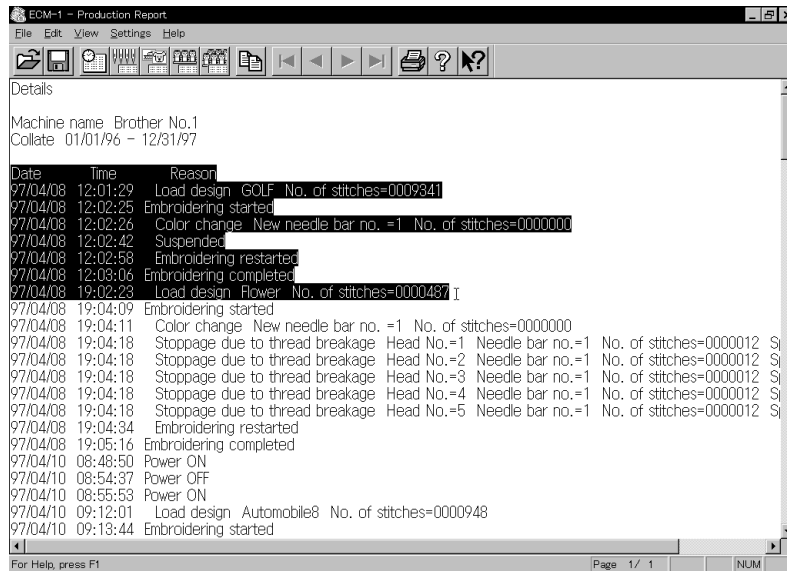 ECM-1 - Production Report
File Edit View Settings Help
Details
Machine name Brother No.1
Collate 01/01/96 - 12/31/97
Date Time Reason
97/04/08 12:01:29 Load design GOLF No. of stitches=0009341
97/04/08 12:02:25 Embroidering started
97/04/08 12:02:26 Color change New needle bar no. =1 No. of stitches=0000000
97/04/08 12:02:42 Suspended
97/04/08 12:02:58 Embroidering restarted
97/04/08 12:03:06 Embroidering completed
97/04/08 19:02:23 Load design Flower No. of stitches=0000487
97/04/08 19:04:09 Embroidering started
97/04/08 19:04:11 Color change New needle bar no. =1 No. of stitches=0000000
97/04/08 19:04:18 Stoppage due to thread breakage Head No.=1 Needle bar no.=1 No. of stitches=0000012 S
97/04/08 19:04:18 Stoppage due to thread breakage Head No.=2 Needle bar no.=1 No. of stitches=0000012 S
97/04/08 19:04:18 Stoppage due to thread breakage Head No.=3 Needle bar no.=1 No. of stitches=0000012 S
97/04/08 19:04:18 Stoppage due to thread breakage Head No.=4 Needle bar no.=1 No. of stitches=0000012 S
97/04/08 19:04:18 Stoppage due to thread breakage Head No.=5 Needle bar no.=1 No. of stitches=0000012 S
97/04/08 19:04:34 Embroidering restarted
97/04/08 19:05:16 Embroidering completed
97/04/10 08:48:50 Power ON
97/04/10 08:54:37 Power OFF
97/04/10 08:55:53 Power ON
97/04/10 09:12:01 Load design Automobile8 No. of stitches=0000948
97/04/10 09:13:44 Embroidering started
For Help, press F1 Page 1/ 1 NUM